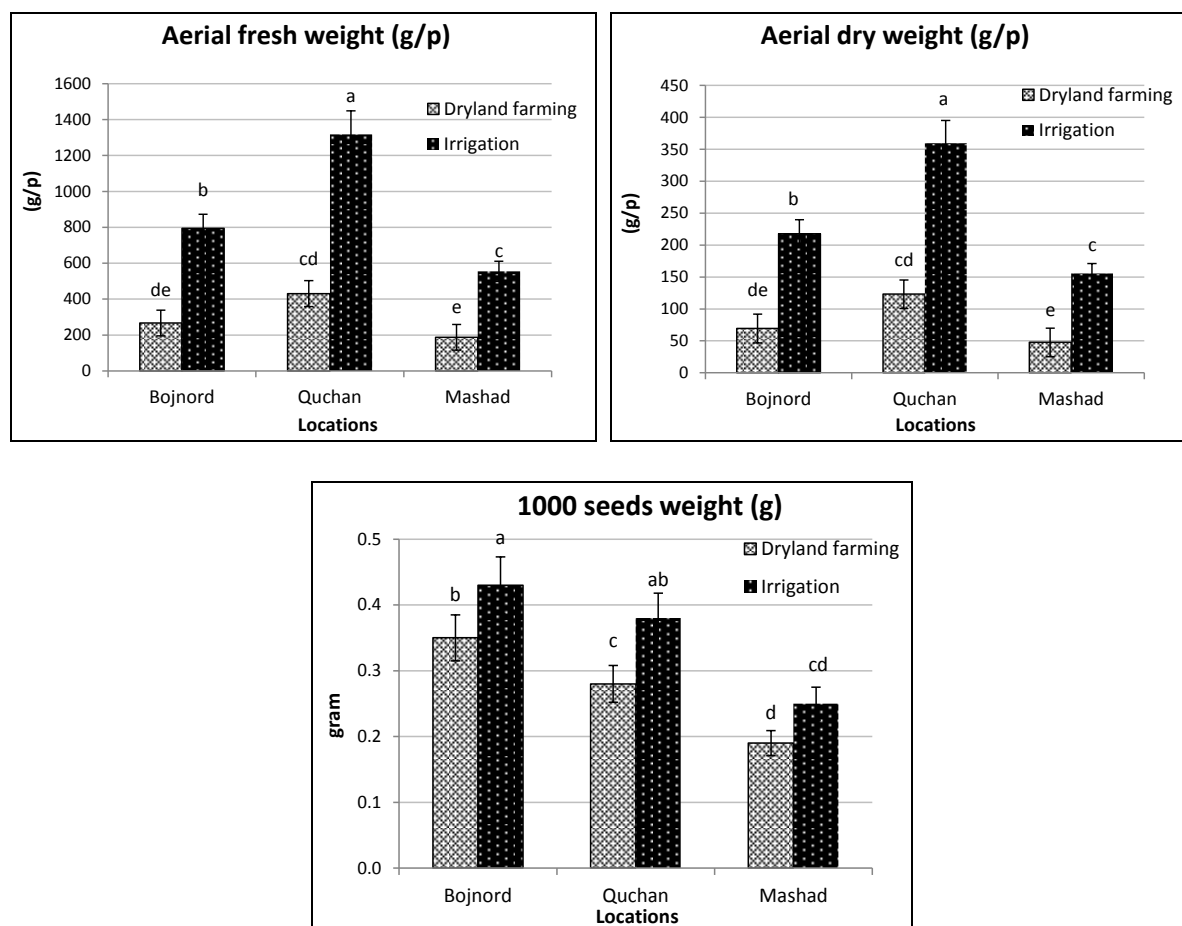 Aerial fresh weight (g/p)
1600
1400
1200
1000
800
600
400
200
0
(g/p)
Dryland farming
Irrigation
de
b
cd
a
e
c
Bojnord Quchan Mashad
Locations
Aerial dry weight (g/p)
450
400
350
300
250
200
150
100
50
0
(g/p)
Dryland farming
Irrigation
de
b
cd
a
e
c
Bojnord Quchan Mashad
Locations
1000 seeds weight (g)
0.5
0.4
0.3
0.2
0.1
0.0
gram
Dryland farming
Irrigation
b
a
c
ab
d
cd
Bojnord Quchan Mashad
Locations